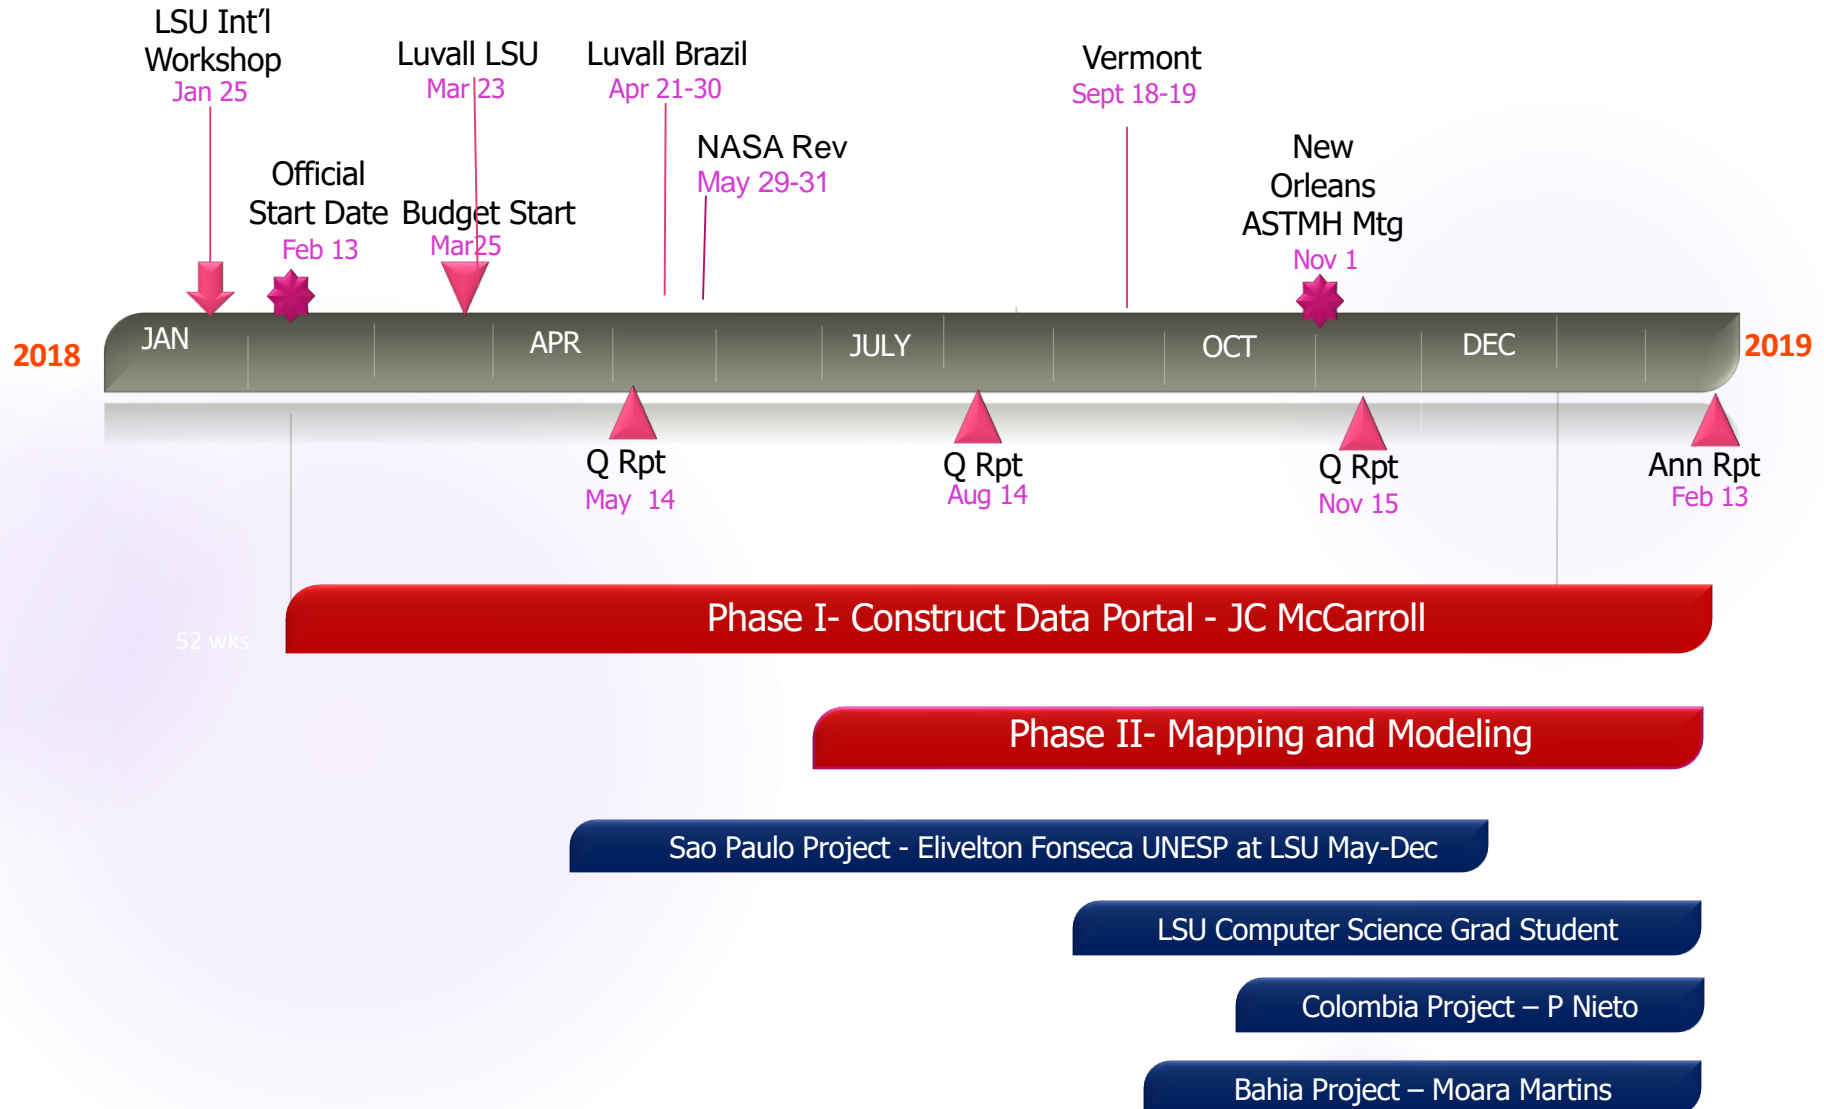 LSU Int’l
Workshop
Jan 25
Luvall LSU
Mar 23
Luvall Brazil
Apr 21-30
Vermont
Sept 18-19
NASA Rev
May 29-31
New
Orleans
ASTMH Mtg
Nov 1
Official
Start Date
Feb 13
Budget Start
Mar25
2018
JAN
APR
JULY
OCT
DEC
2019
Q Rpt
May 14
Q Rpt
Aug 14
Q Rpt
Nov 15
Ann Rpt
Feb 13
Phase I- Construct Data Portal - JC McCarroll
52 wks
Phase II- Mapping and Modeling
Sao Paulo Project - Elivelton Fonseca UNESP at LSU May-Dec
LSU Computer Science Grad Student
Colombia Project – P Nieto
Bahia Project – Moara Martins